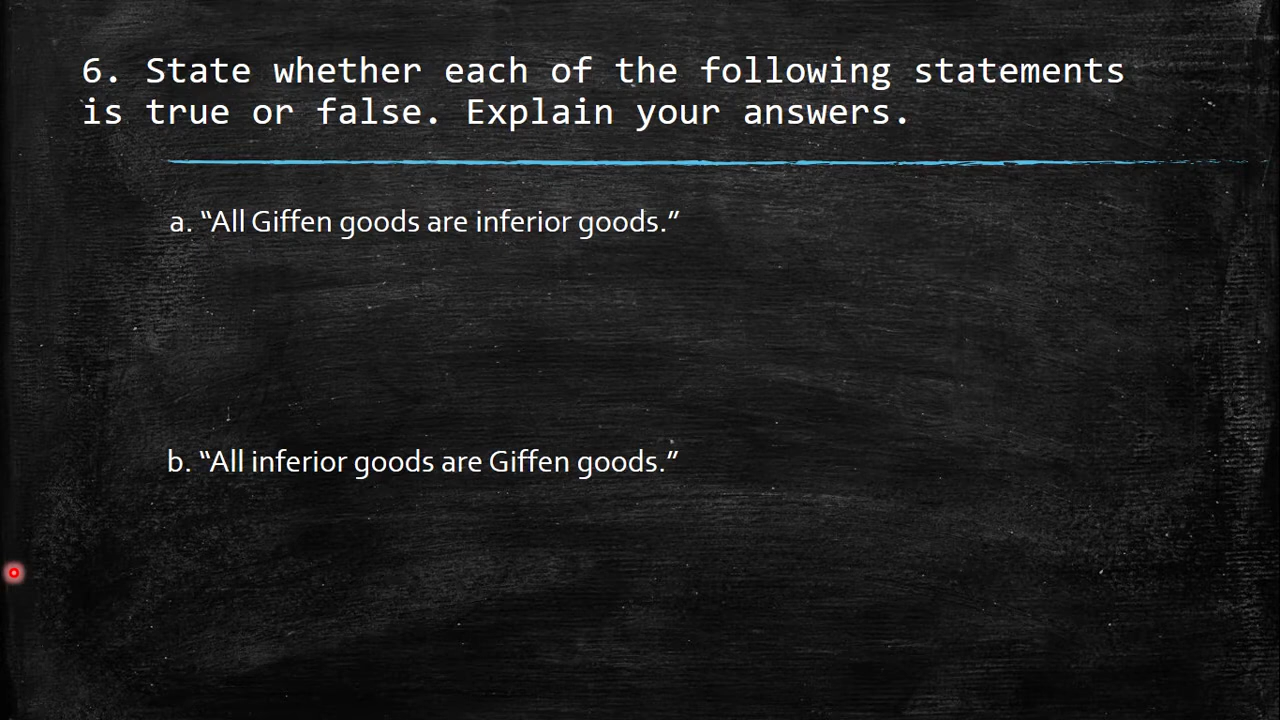 6. State whether each of the following statements
is true or false. Explain your answers.
a. “All Giffen goods are inferior goods.”
b. “All inferior goods are Giffen goods.”